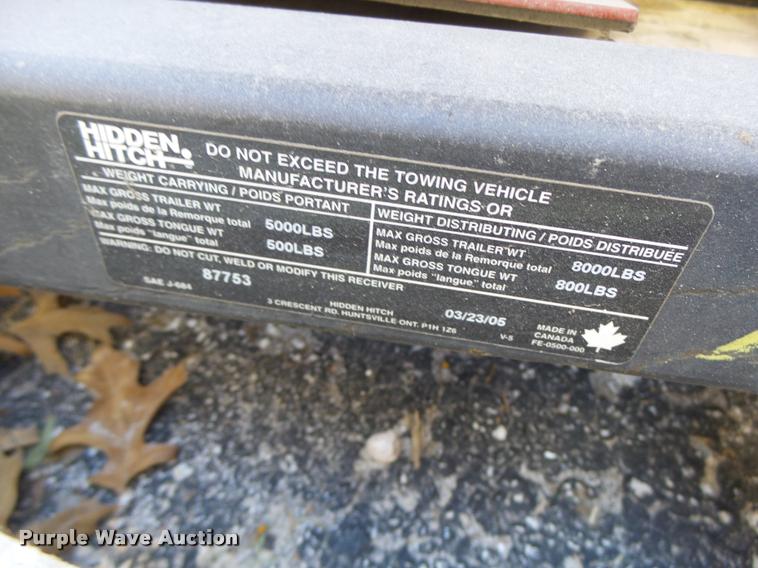 HIDDEN HITCH
DO NOT EXCEED THE TOWING VEHICLE
MANUFACTURER'S RATINGS OR
WEIGHT CARRYING / POIDS PORTANT
MAX GROSS TRAILER WT
Max poids de la Remorque total 5000LBS
MAX GROSS TONGUE WT
Max poids "langue" total 500LBS
WEIGHT DISTRIBUTING / POIDS DISTRIBUÉE
MAX GROSS TRAILER WT
Max poids de la Remorque total 8000LBS
MAX GROSS TONGUE WT
Max poids "langue" total 800LBS
WARNING: DO NOT CUT, WELD OR MODIFY THIS RECEIVER
SAE J-684 87753
HIDDEN HITCH
3 CRESCENT RD. HUNTSVILLE ONT. P1H 1Z6
03/23/05
V-5
MADE IN
CANADA
FE-0500-000
Purple Wave Auction